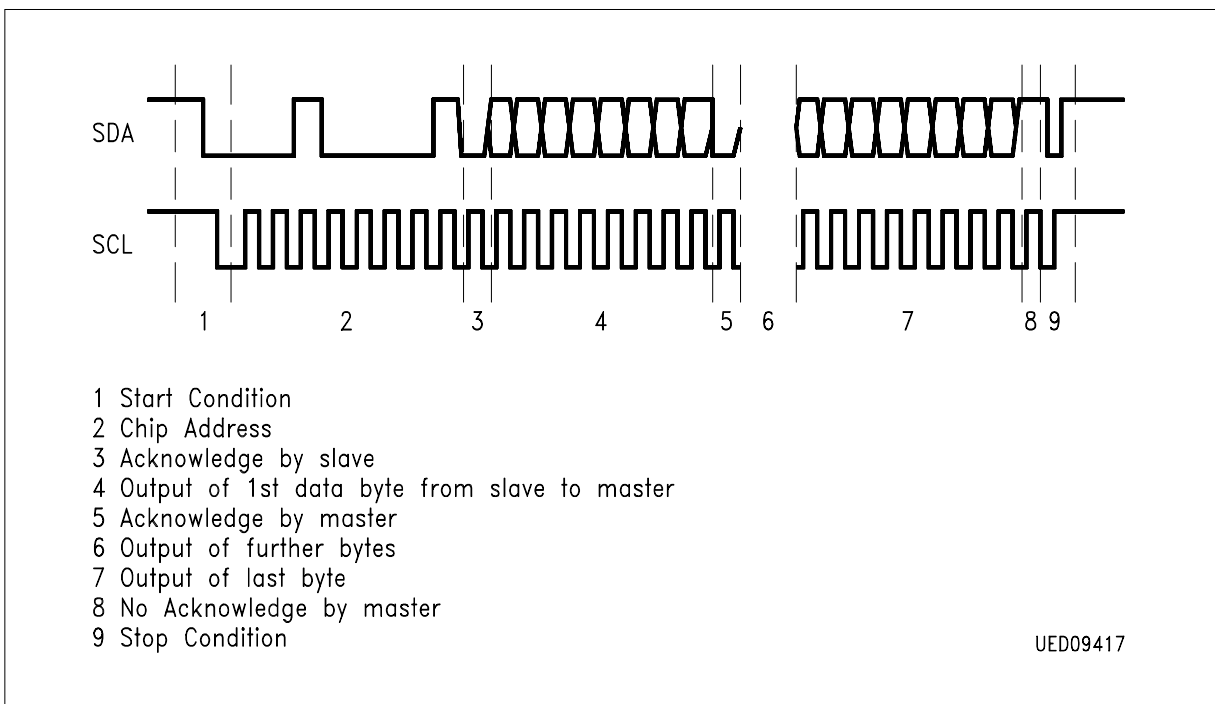 SDA
SCL
1 2 3 4 5 6 7 8 9
1 Start Condition
2 Chip Address
3 Acknowledge by slave
4 Output of 1st data byte from slave to master
5 Acknowledge by master
6 Output of further bytes
7 Output of last byte
8 No Acknowledge by master
9 Stop Condition
UED09417